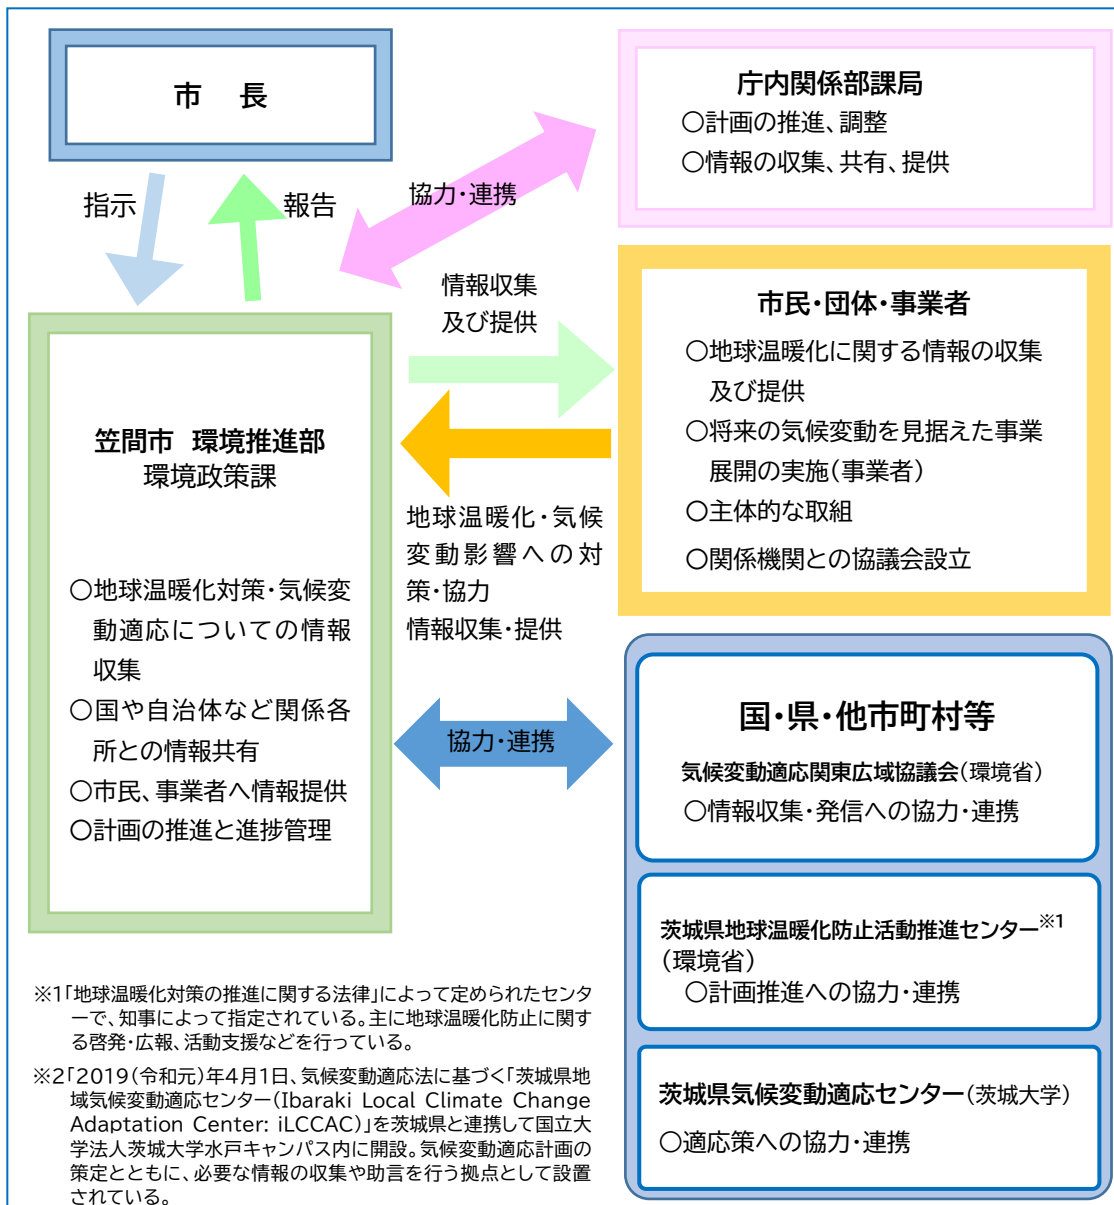 市　長
指示
報告
協力・連携
庁内関係部課局
○計画の推進、調整
○情報の収集、共有、提供
情報収集
及び提供
市民・団体・事業者
○地球温暖化に関する情報の収集
及び提供
○将来の気候変動を見据えた事業
展開の実施（事業者）
○主体的な取組
○関係機関との協議会設立
笠間市　環境推進部
環境政策課
○地球温暖化対策・気候変
動適応についての情報
収集
○国や自治体など関係各
所との情報共有
○市民、事業者へ情報提供
○計画の推進と進捗管理
地球温暖化・気候
変動影響への対
策・協力
情報収集・提供
協力・連携
国・県・他市町村等
気候変動適応関東広域協議会（環境省）
○情報収集・発信への協力・連携
茨城県地球温暖化防止活動推進センター※1
（環境省）
○計画推進への協力・連携
茨城県気候変動適応センター（茨城大学）
○適応策への協力・連携
※1「地球温暖化対策の推進に関する法律」によって定められたセンタ
ーで、知事によって指定されている。主に地球温暖化防止に関す
る啓発・広報、活動支援などを行っている。
※2「2019（令和元）年4月1日、気候変動適応法に基づく「茨城県地
域気候変動適応センター（Ibaraki Local Climate Change
Adaptation Center: iLCCAC）」を茨城県と連携して国立大
学法人茨城大学水戸キャンパス内に開設。気候変動適応計画の
策定とともに、必要な情報の収集や助言を行う拠点として設置
されている。